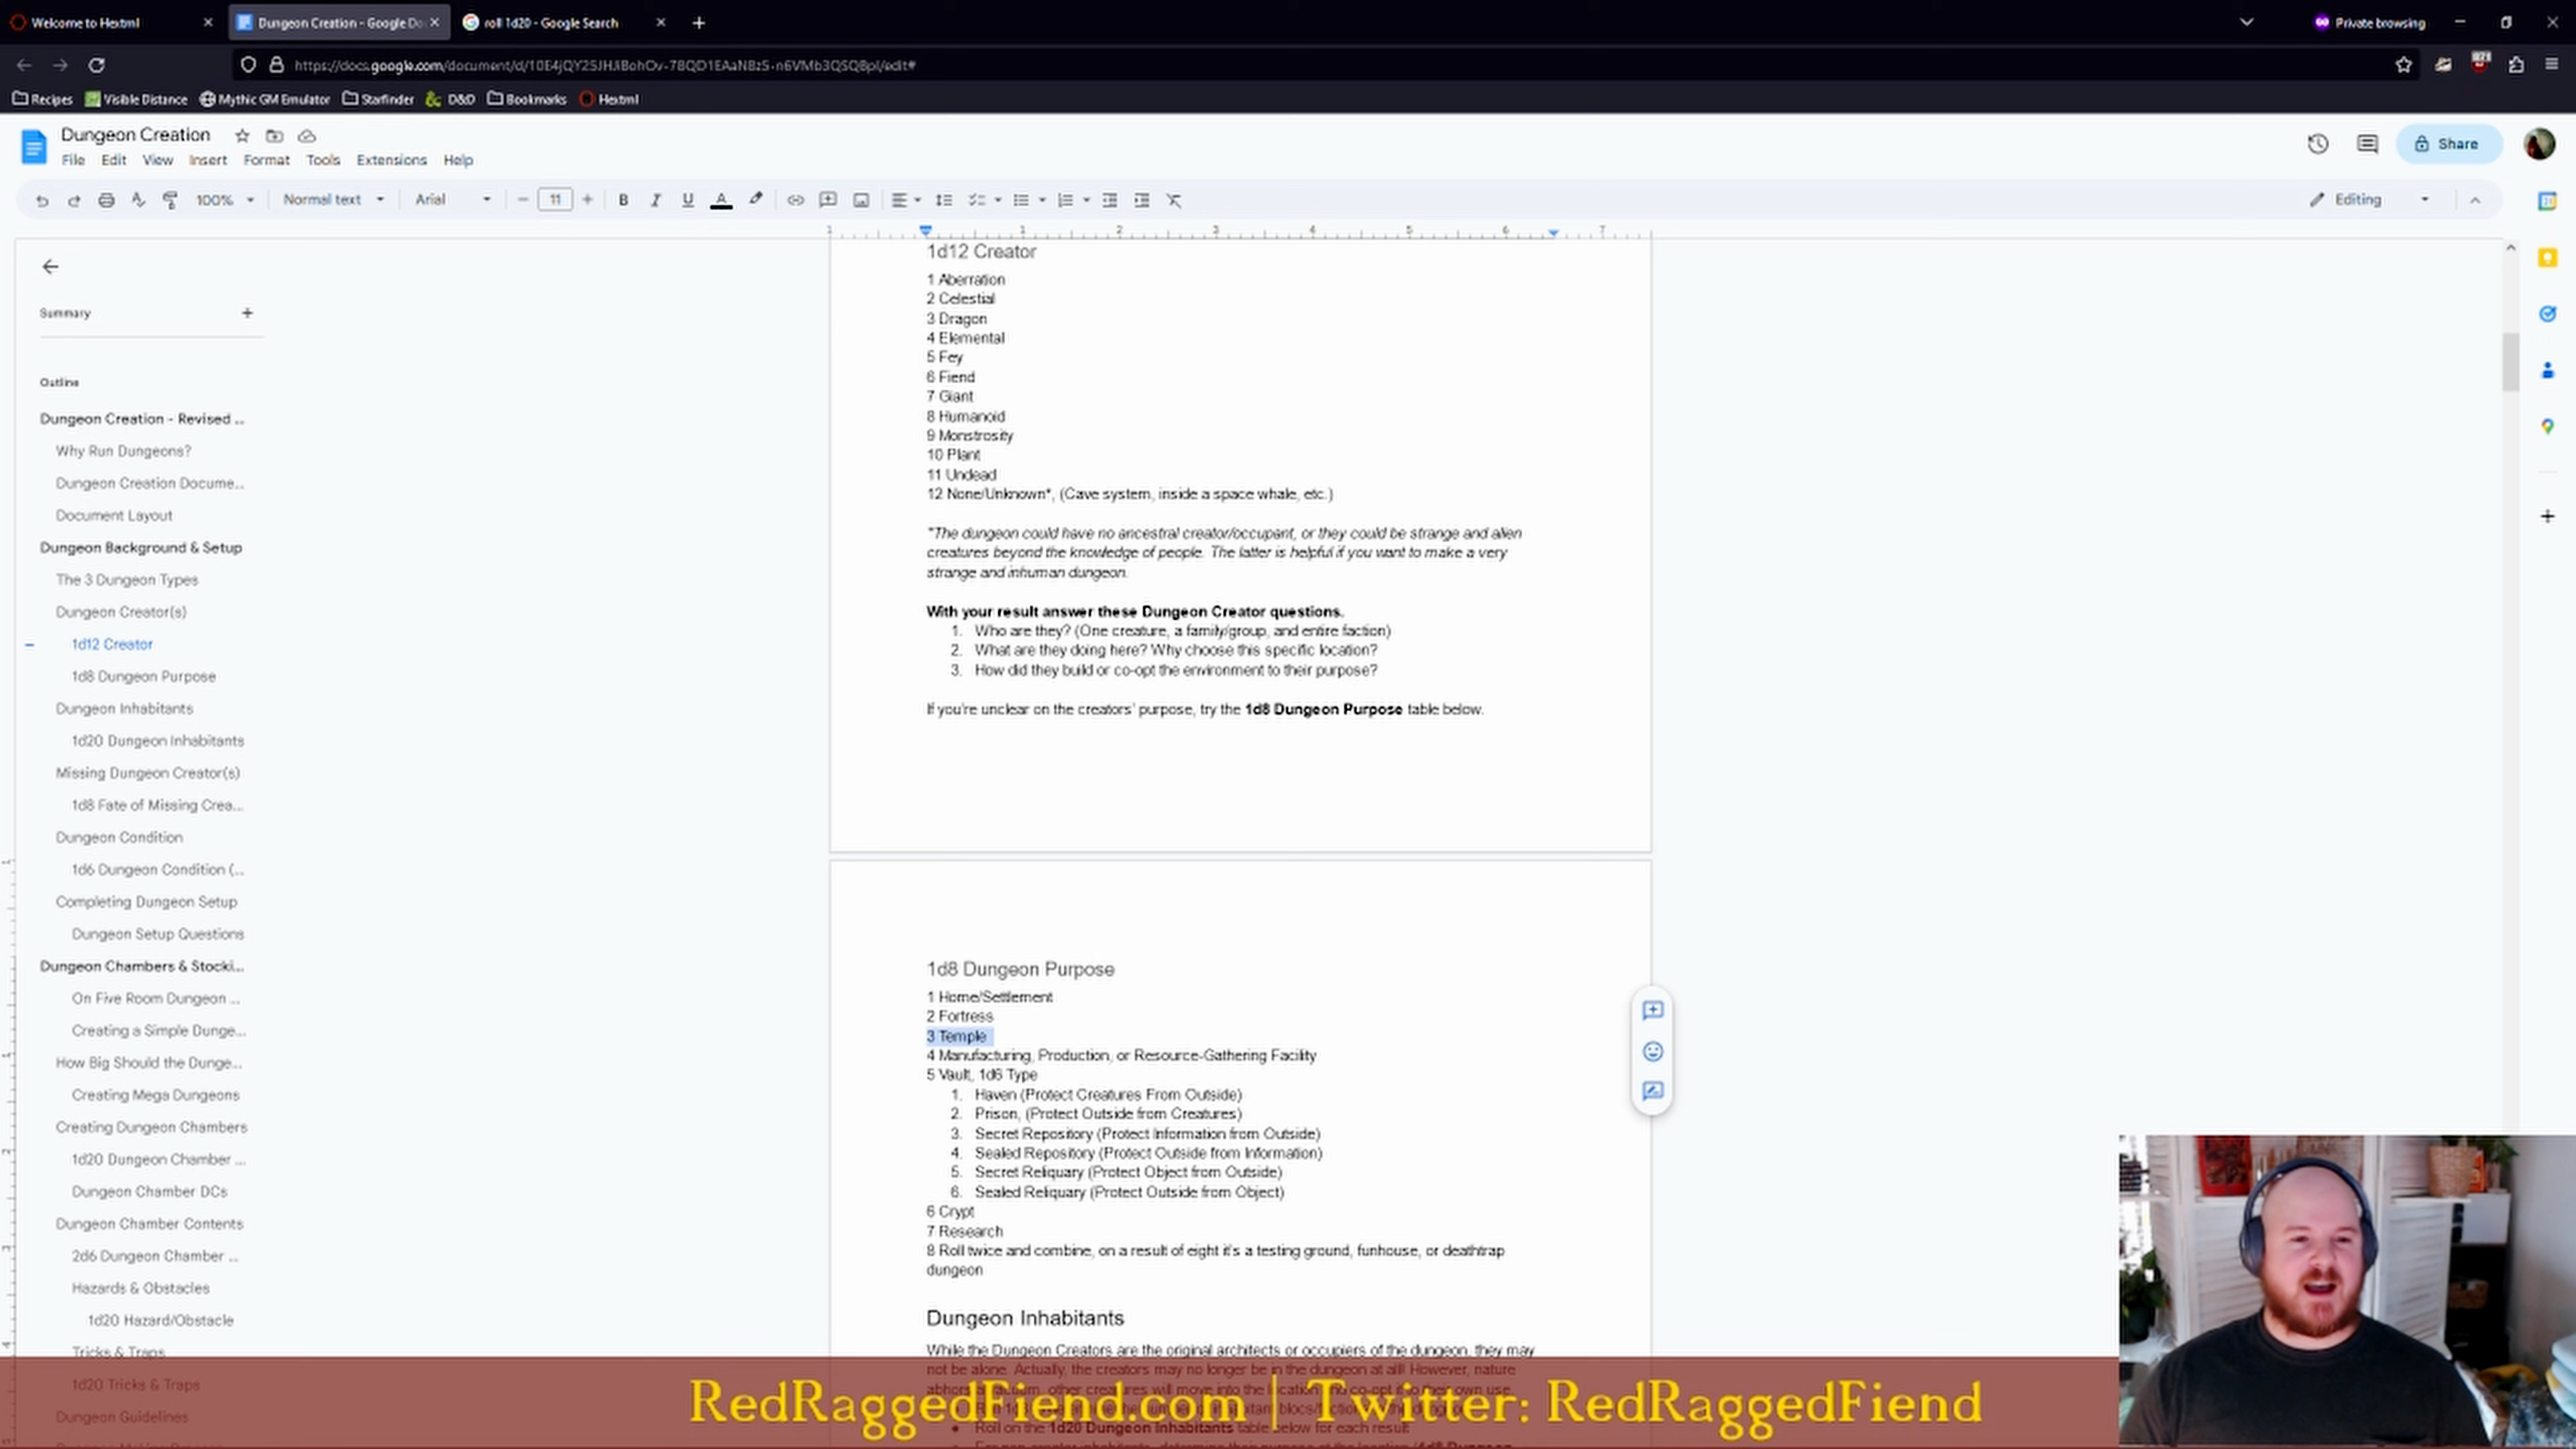 Welcome to Hextml
Dungeon Creation - Google Do
roll 1d20 - Google Search
Private browsing
https://docs.google.com/document/d/
Recipes
Visible Distance
Mythic GM Emulator
Starfinder
D&D
Bookmarks
Hextml
Dungeon Creation
File Edit View Insert Format Tools Extensions Help
Share
100%
Normal text
Arial
11
Editing
Summary
Outline
Dungeon Creation - Revised ...
Why Run Dungeons?
Dungeon Creation Docume...
Document Layout
Dungeon Background & Setup
The 3 Dungeon Types
Dungeon Creator(s)
1d12 Creator
1d8 Dungeon Purpose
Dungeon Inhabitants
1d20 Dungeon Inhabitants
Missing Dungeon Creator(s)
1d8 Fate of Missing Crea...
Dungeon Condition
1d6 Dungeon Condition (...
Completing Dungeon Setup
Dungeon Setup Questions
Dungeon Chambers & Stocki...
On Five Room Dungeon ...
Creating a Simple Dunge...
How Big Should the Dunge...
Creating Mega Dungeons
Creating Dungeon Chambers
1d20 Dungeon Chamber ...
Dungeon Chamber DCs
Dungeon Chamber Contents
2d6 Dungeon Chamber ...
Hazards & Obstacles
1d20 Hazard/Obstacle
Tricks & Traps
1d20 Tricks & Traps
Dungeon Guidelines
1d12 Creator
1 Aberration
2 Celestial
3 Dragon
4 Elemental
5 Fey
6 Fiend
7 Giant
8 Humanoid
9 Monstrosity
10 Plant
11 Undead
12 None/Unknown*, (Cave system, inside a space whale, etc.)
*The dungeon could have no ancestral creator/occupant, or they could be strange and alien
creatures beyond the knowledge of people. The latter is helpful if you want to make a very
strange and inhuman dungeon.
With your result answer these Dungeon Creator questions.
1. Who are they? (One creature, a family/group, and entire faction)
2. What are they doing here? Why choose this specific location?
3. How did they build or co-opt the environment to their purpose?
If you're unclear on the creators' purpose, try the 1d8 Dungeon Purpose table below.
1d8 Dungeon Purpose
1 Home/Settlement
2 Fortress
3 Temple
4 Manufacturing, Production, or Resource-Gathering Facility
5 Vault, 1d6 Type
1. Haven (Protect Creatures From Outside)
2. Prison, (Protect Outside from Creatures)
3. Secret Repository (Protect Information from Outside)
4. Sealed Repository (Protect Outside from Information)
5. Secret Reliquary (Protect Object from Outside)
6. Sealed Reliquary (Protect Outside from Object)
6 Crypt
7 Research
8 Roll twice and combine, on a result of eight it's a testing ground, funhouse, or deathtrap
dungeon
Dungeon Inhabitants
While the Dungeon Creators are the original architects or occupiers of the dungeon, they may
not be alone. Actually, the creators may no longer be in the dungeon at all! However, nature
other creatures will move into the
Roll on the 1d20 Dungeon Inhabitants table below for each result
RedRaggedFiend.com | Twitter: RedRaggedFiend